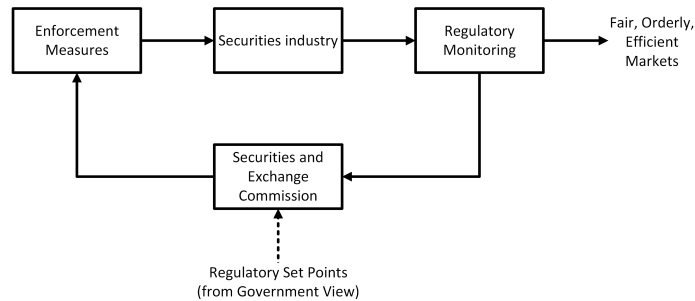 Enforcement
Measures
Securities industry
Regulatory
Monitoring
Fair, Orderly,
Efficient
Markets
Securities and
Exchange
Commission
Regulatory Set Points
(from Government View)